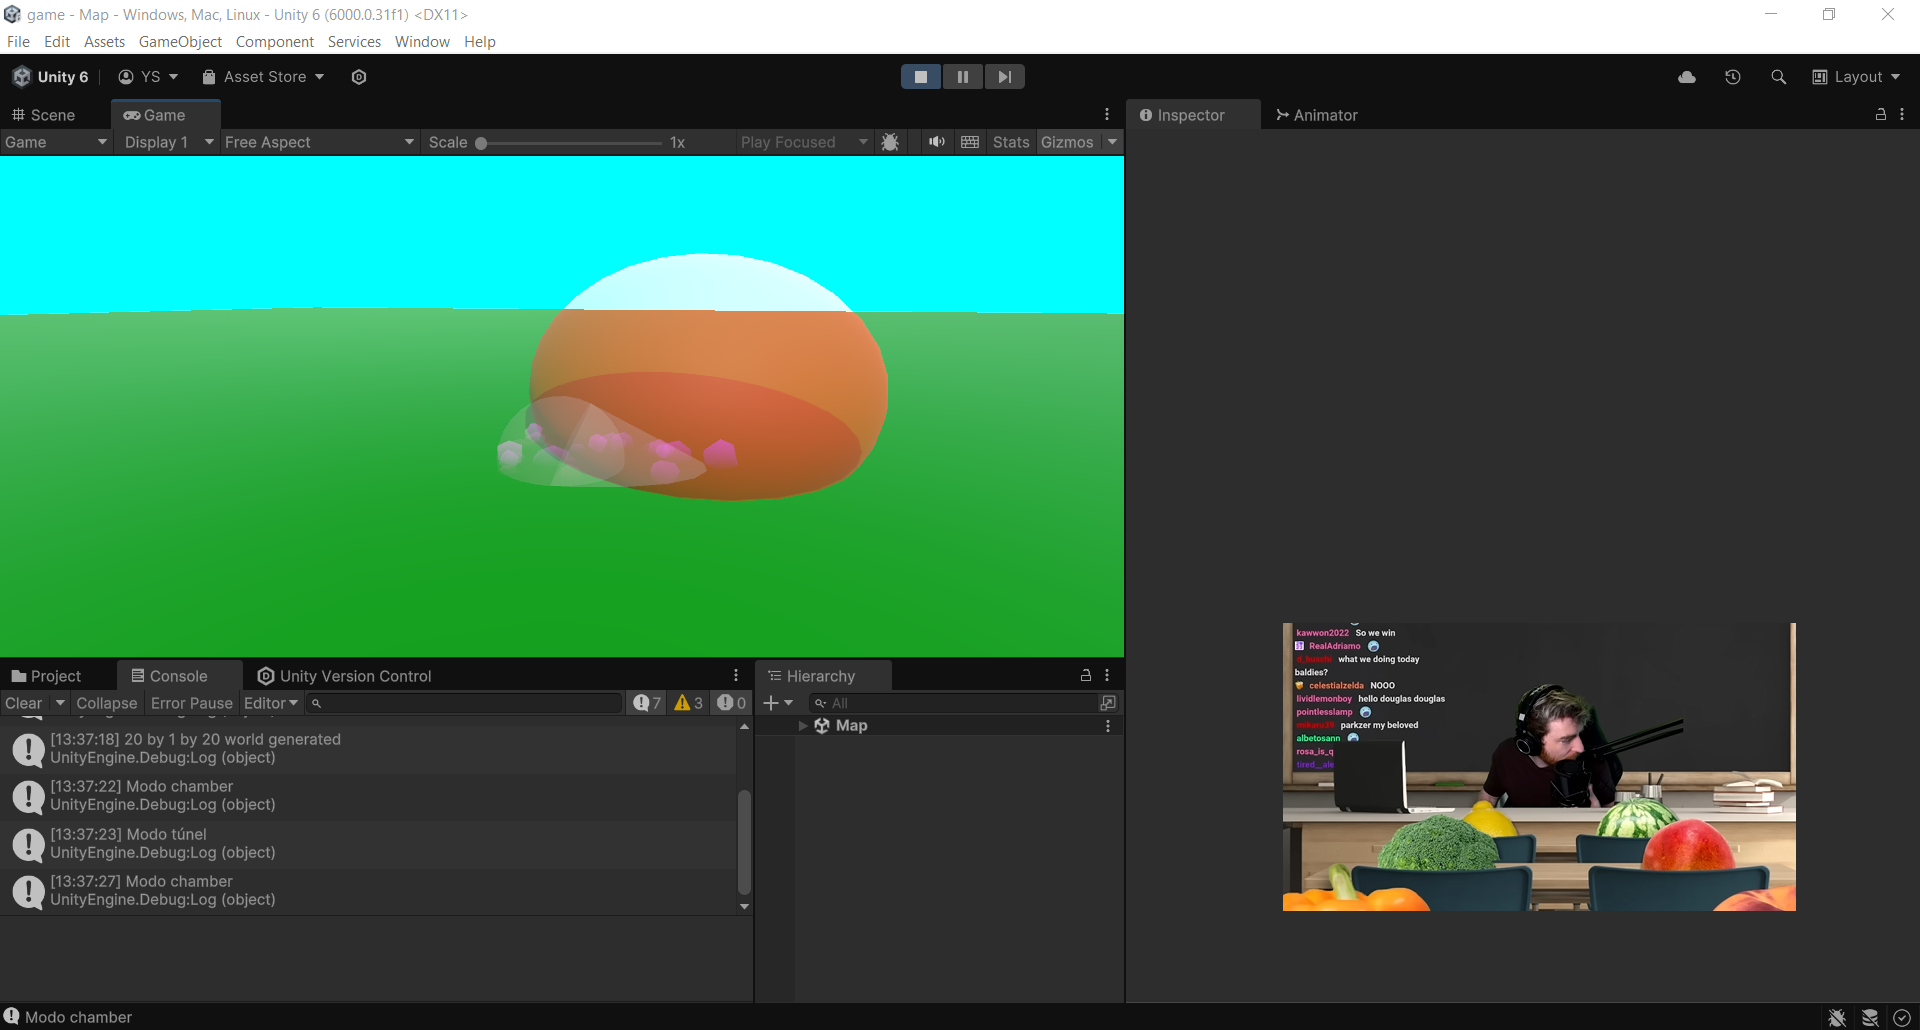 game - Map - Windows, Mac, Linux - Unity 6 (6000.0.31f1) <DX11>
File Edit Assets GameObject Component Services Window Help
Unity 6 YS Asset Store Layout
Scene Game Inspector Animator
Game Display 1 Free Aspect Scale 1x Play Focused Stats Gizmos
Project Console Unity Version Control Hierarchy
Clear Collapse Error Pause Editor 7 3 0 All
Map
[13:37:18] 20 by 1 by 20 world generated
UnityEngine.Debug:Log (object)
[13:37:22] Modo chamber
UnityEngine.Debug:Log (object)
[13:37:23] Modo túnel
UnityEngine.Debug:Log (object)
[13:37:27] Modo chamber
UnityEngine.Debug:Log (object)
kawwon2022 So we win
RealAdriamo
what we doing today
baldies?
celestialzelda NOOO
lividlemonboy hello douglas douglas
pointlesslamp
parkzer my beloved
albetosann
rosa_is_q
tired__ale
Modo chamber